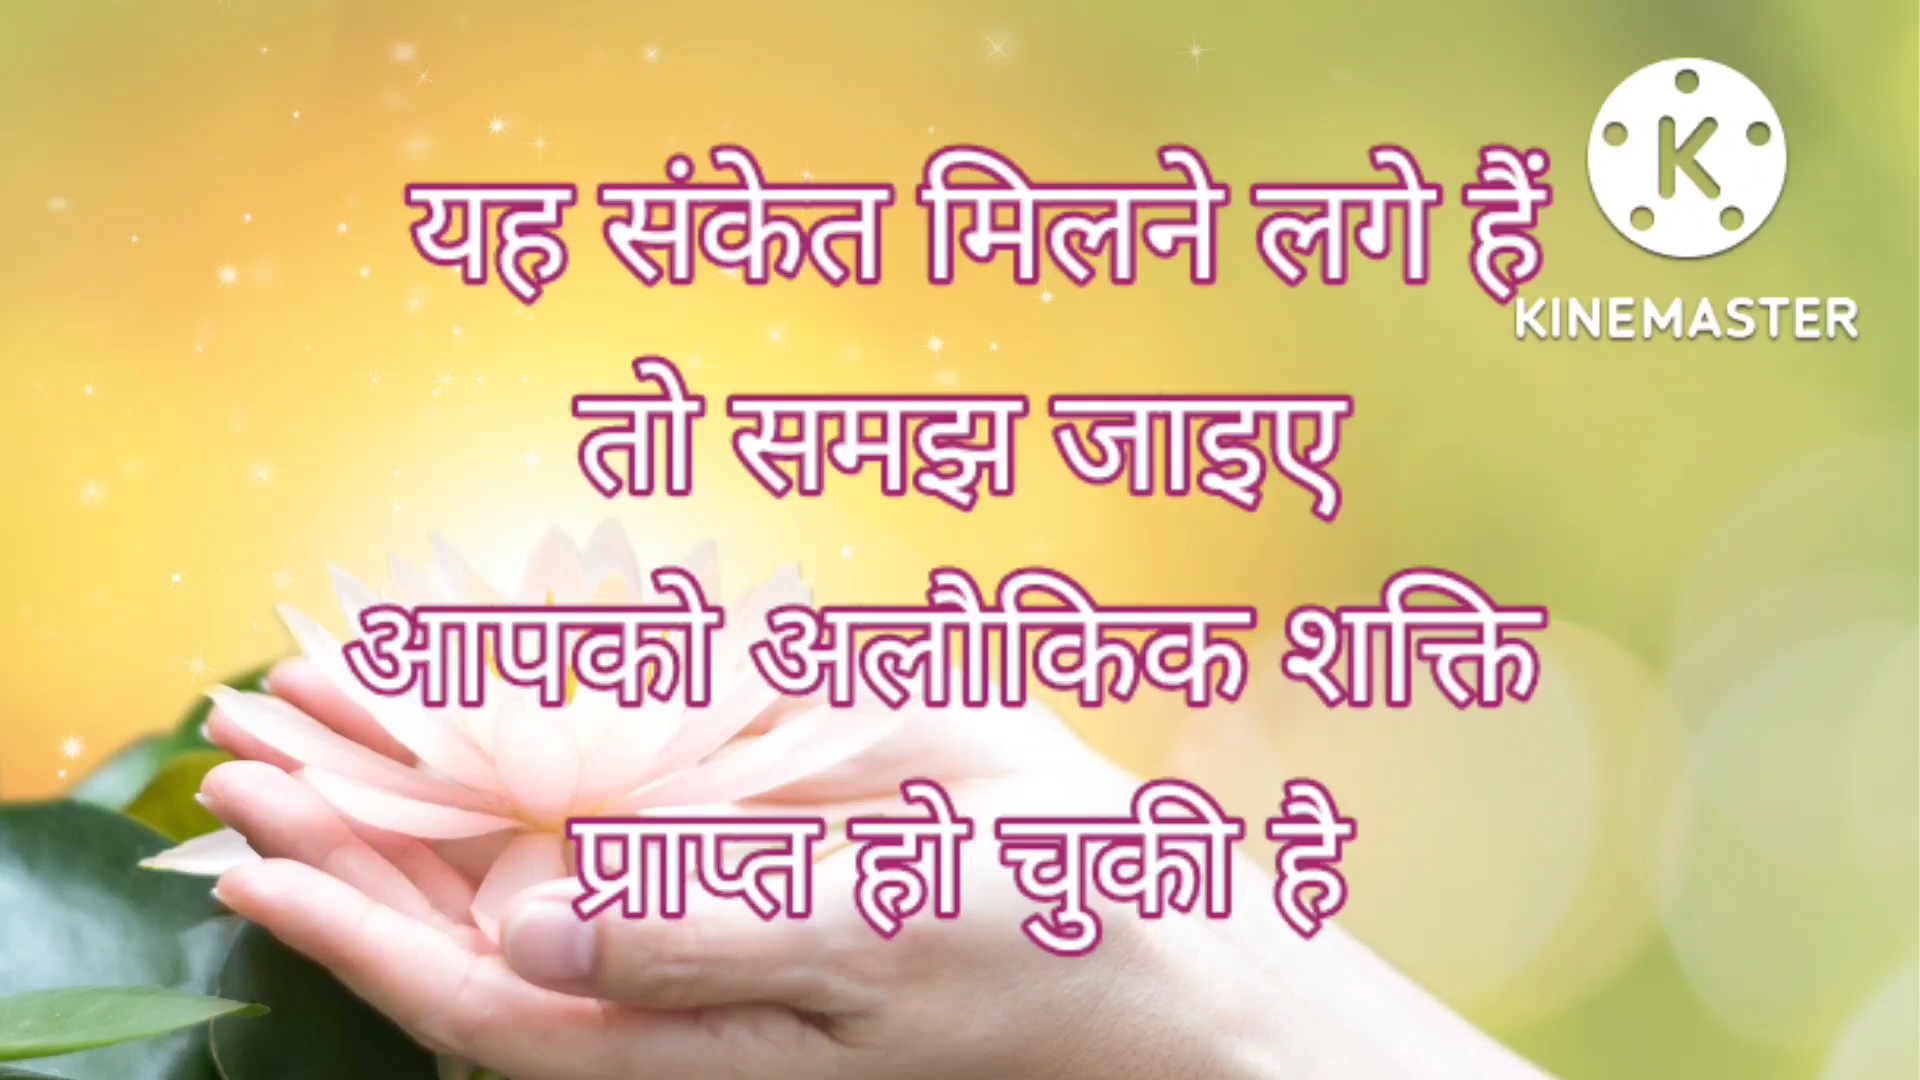 यह संकेत मिलने लगे हैं
K
KINEMASTER
तो समझ जाइए
आपको अलौकिक शक्ति
प्राप्त हो चुकी है